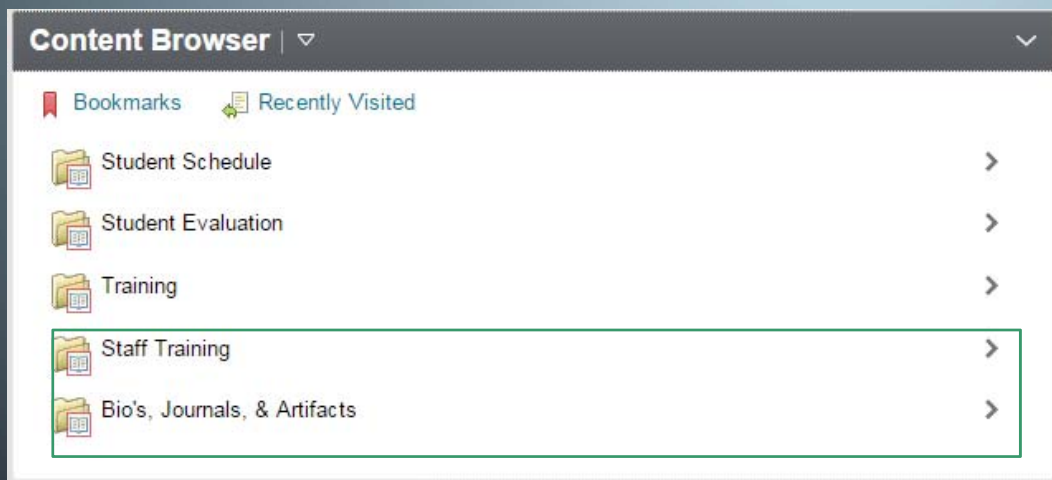 Content Browser |
Bookmarks Recently Visited
Student Schedule
Student Evaluation
Training
Staff Training
Bio's, Journals, & Artifacts